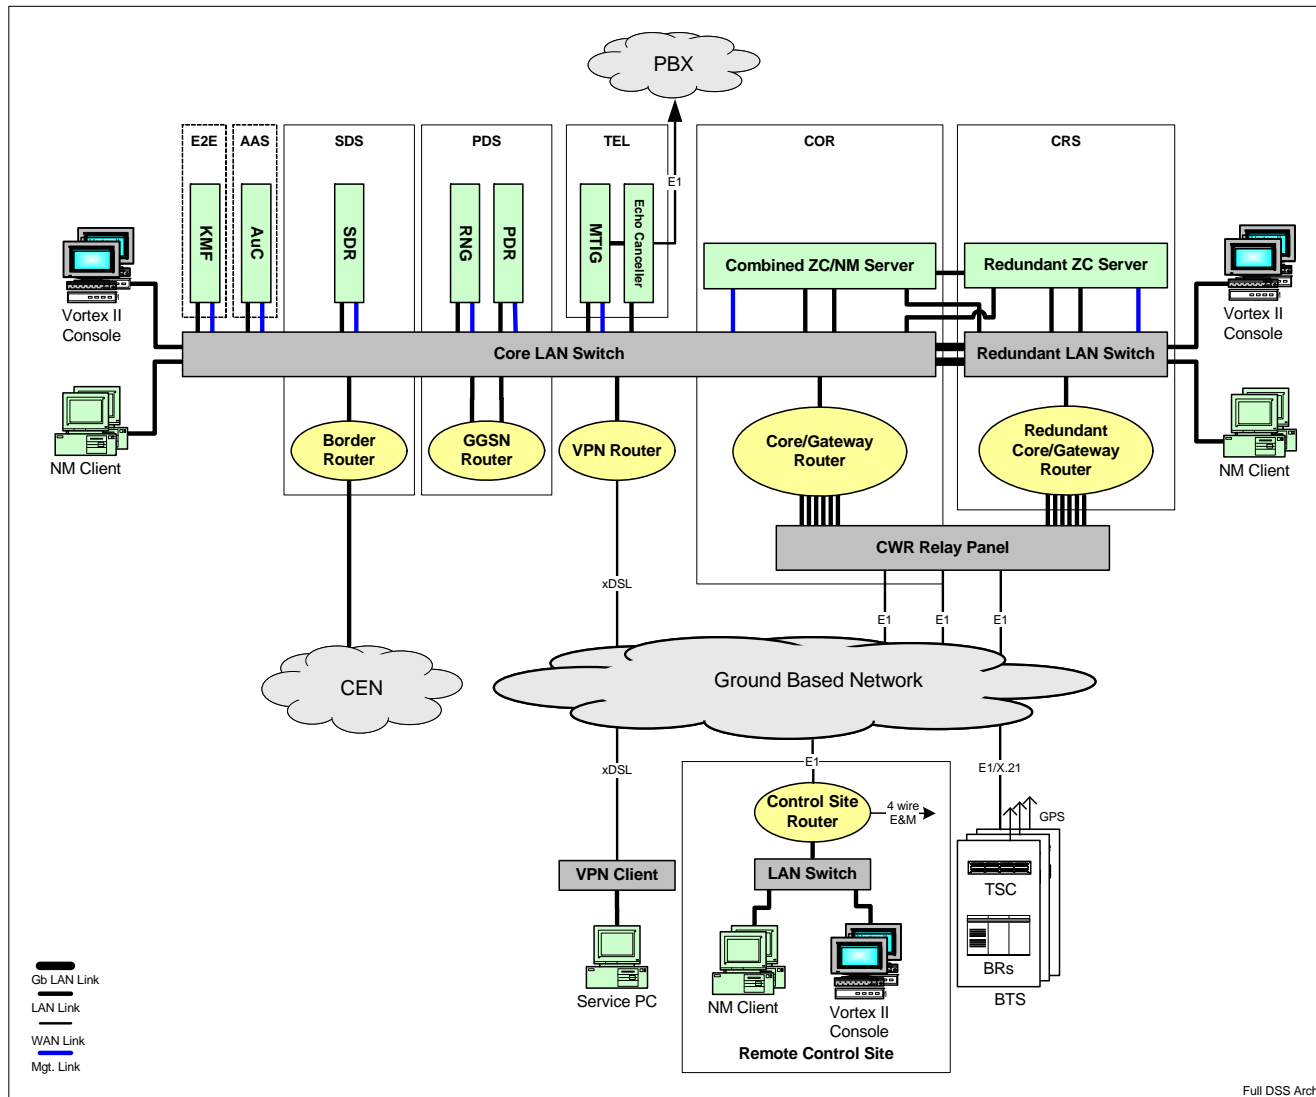 PBX
E2E
AAS
SDS
PDS
TEL
COR
CRS
E1
KMF
AuC
SDR
RNG
PDR
MTIG
Echo Canceller
Combined ZC/NM Server
Redundant ZC Server
Vortex II
Console
Vortex II
Console
Core LAN Switch
Redundant LAN Switch
NM Client
NM Client
Border
Router
GGSN
Router
VPN Router
Core/Gateway
Router
Redundant
Core/Gateway
Router
CWR Relay Panel
xDSL
E1
E1
E1
CEN
Ground Based Network
xDSL
E1
E1/X.21
Control Site
Router
4 wire
E&M
GPS
VPN Client
LAN Switch
TSC
BRs
BTS
Service PC
NM Client
Vortex II
Console
Remote Control Site
Gb LAN Link
LAN Link
WAN Link
Mgt. Link
Full DSS Arch